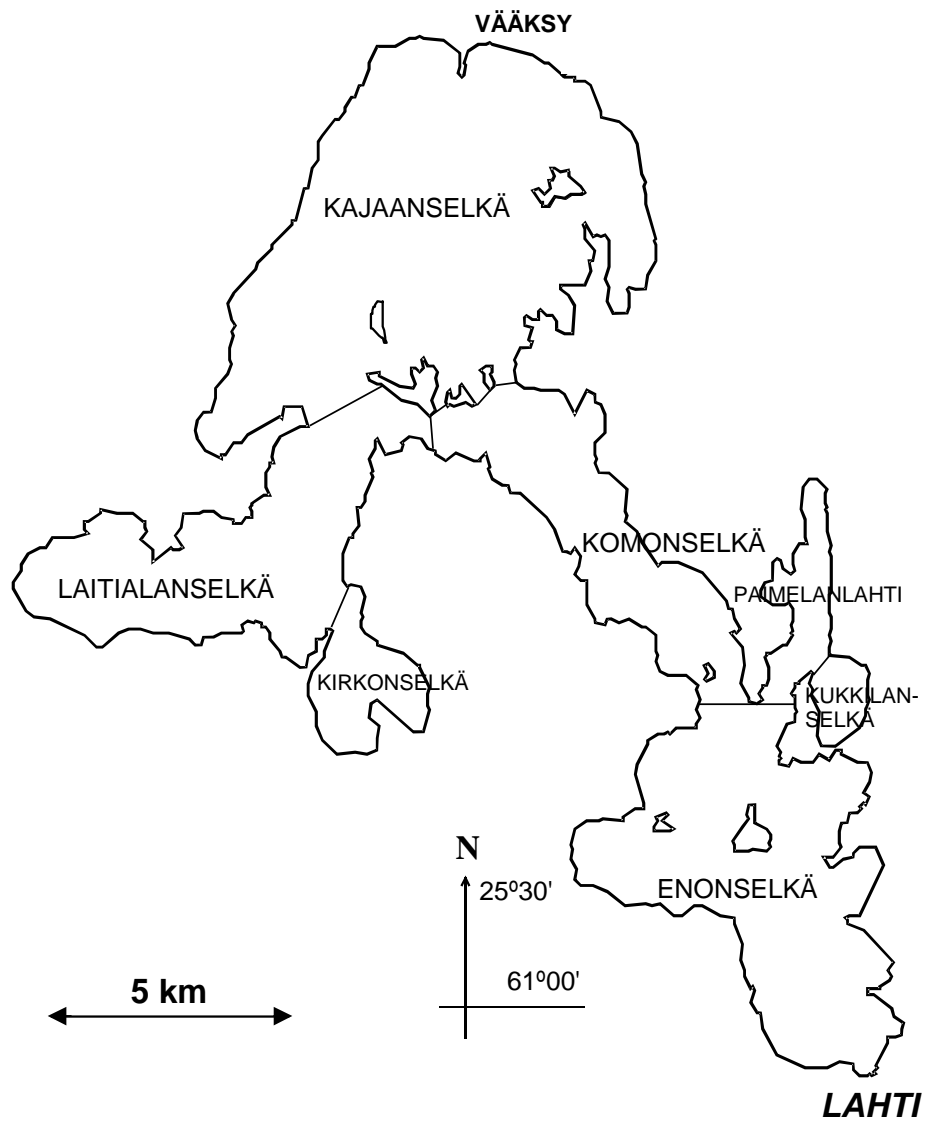 VÄÄKSY
KAJAANSELKÄ
KOMONSELKÄ
LAITIALANSELKÄ
PAIMELANLAHTI
KIRKONSELKÄ
KUKKILAN-
SELKÄ
N
25º30'
ENONSELKÄ
61º00'
5 km
LAHTI